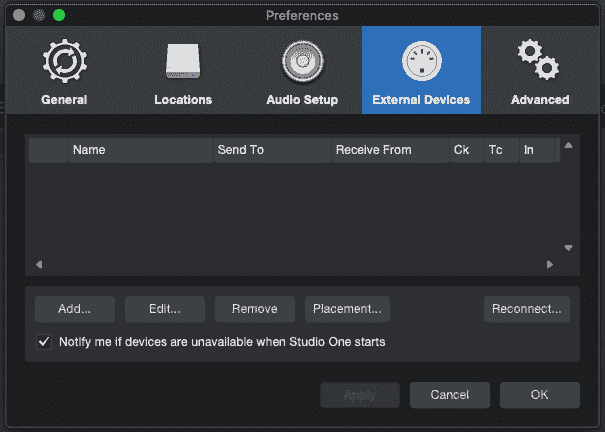 Preferences
General Locations Audio Setup External Devices Advanced
Name Send To Receive From Ck Tc In
Add... Edit... Remove Placement... Reconnect...
Notify me if devices are unavailable when Studio One starts
Apply Cancel OK